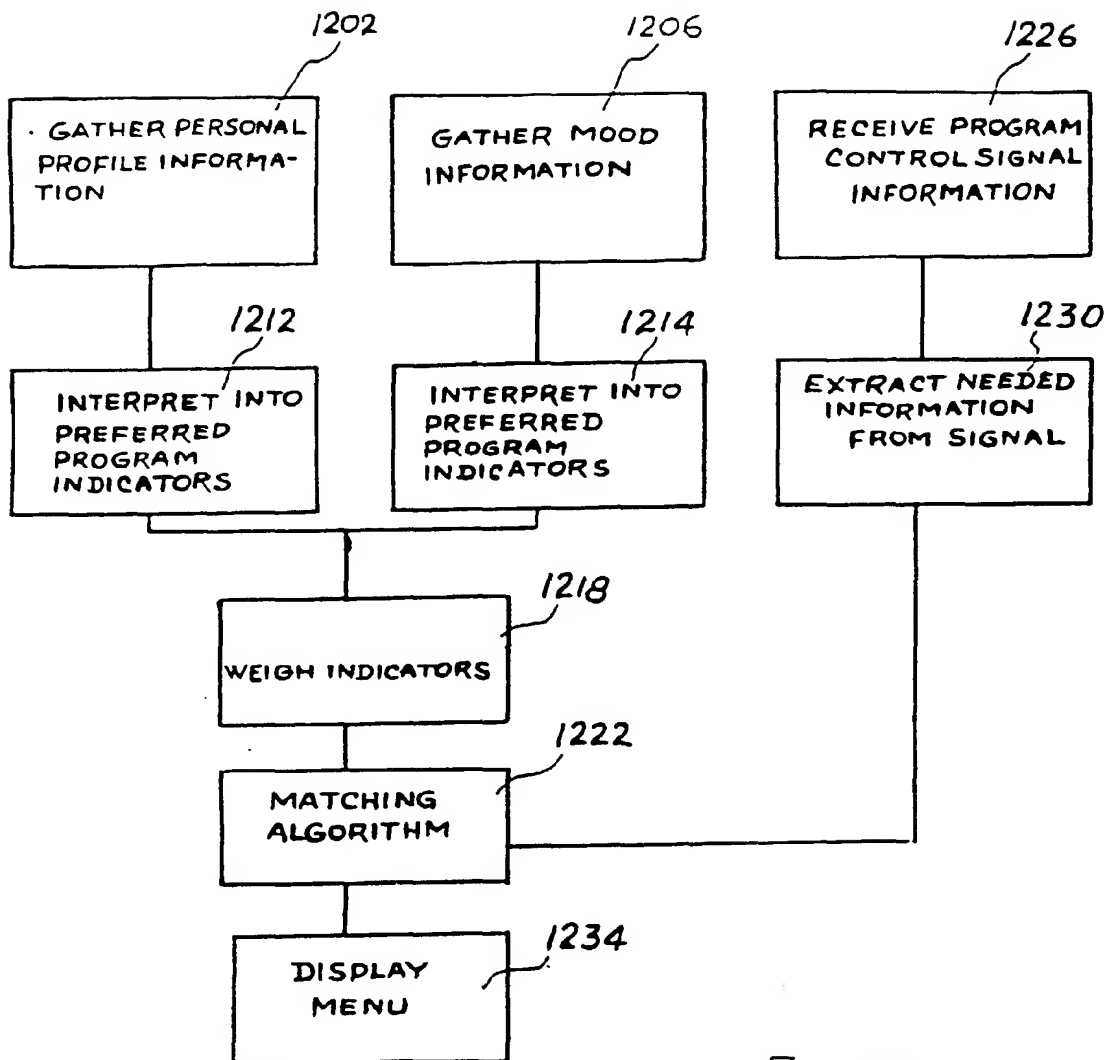 1202
1206
1226
GATHER PERSONAL
PROFILE INFORMA-
TION
GATHER MOOD
INFORMATION
RECEIVE PROGRAM
CONTROL SIGNAL
INFORMATION
1212
1214
1230
INTERPRET INTO
PREFERRED
PROGRAM
INDICATORS
INTERPRET INTO
PREFERRED
PROGRAM
INDICATORS
EXTRACT NEEDED
INFORMATION
FROM SIGNAL
1218
WEIGH INDICATORS
1222
MATCHING
ALGORITHM
1234
DISPLAY
MENU